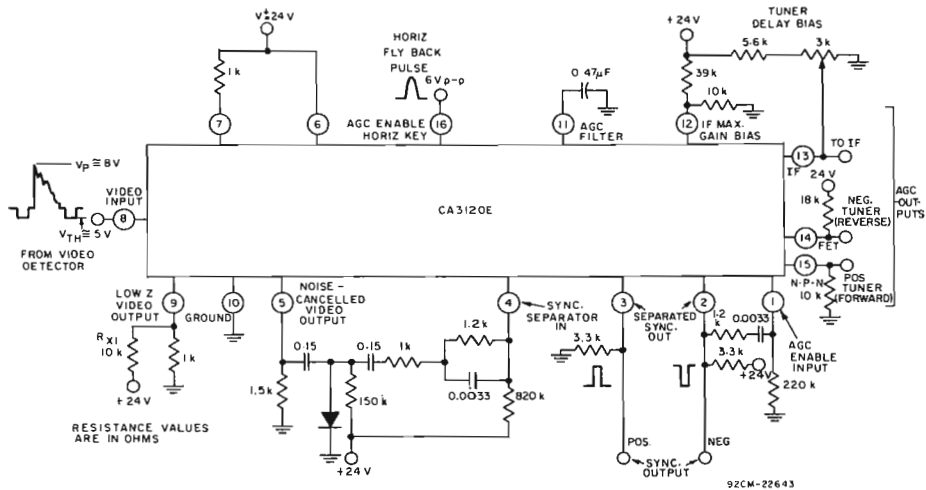 V± = 24V
TUNER
DELAY BIAS
+24V
5.6k
3k
HORIZ
FLY BACK
PULSE
6V p-p
1k
0.47µF
39k
10k
7
6
AGC ENABLE
HORIZ KEY
16
11
AGC
FILTER
12
IF MAX.
GAIN BIAS
13
IF
TO IF
24V
18k
NEG.
TUNER
(REVERSE)
AGC
OUT-
PUTS
14
FET
15
N-P-N
10k
POS
TUNER
(FORWARD)
VP≅8V
VIDEO
INPUT
8
VTH≅5V
FROM VIDEO
DETECTOR
CA3120E
LOW Z
VIDEO
OUTPUT
9
10
GROUND
NOISE-
CANCELLED
VIDEO
OUTPUT
5
4
SYNC.
SEPARATOR
IN
3
SEPARATED
SYNC.
OUT
2
1
AGC
ENABLE
INPUT
RX1
10k
1k
+24V
0.15
0.15
1k
1.2k
0.0033
1.5k
150k
820k
+24V
3.3k
1.2
k
0.0033
3.3k
+24V
220k
POS.
NEG
SYNC.
OUTPUT
RESISTANCE VALUES
ARE IN OHMS
92CM-22643